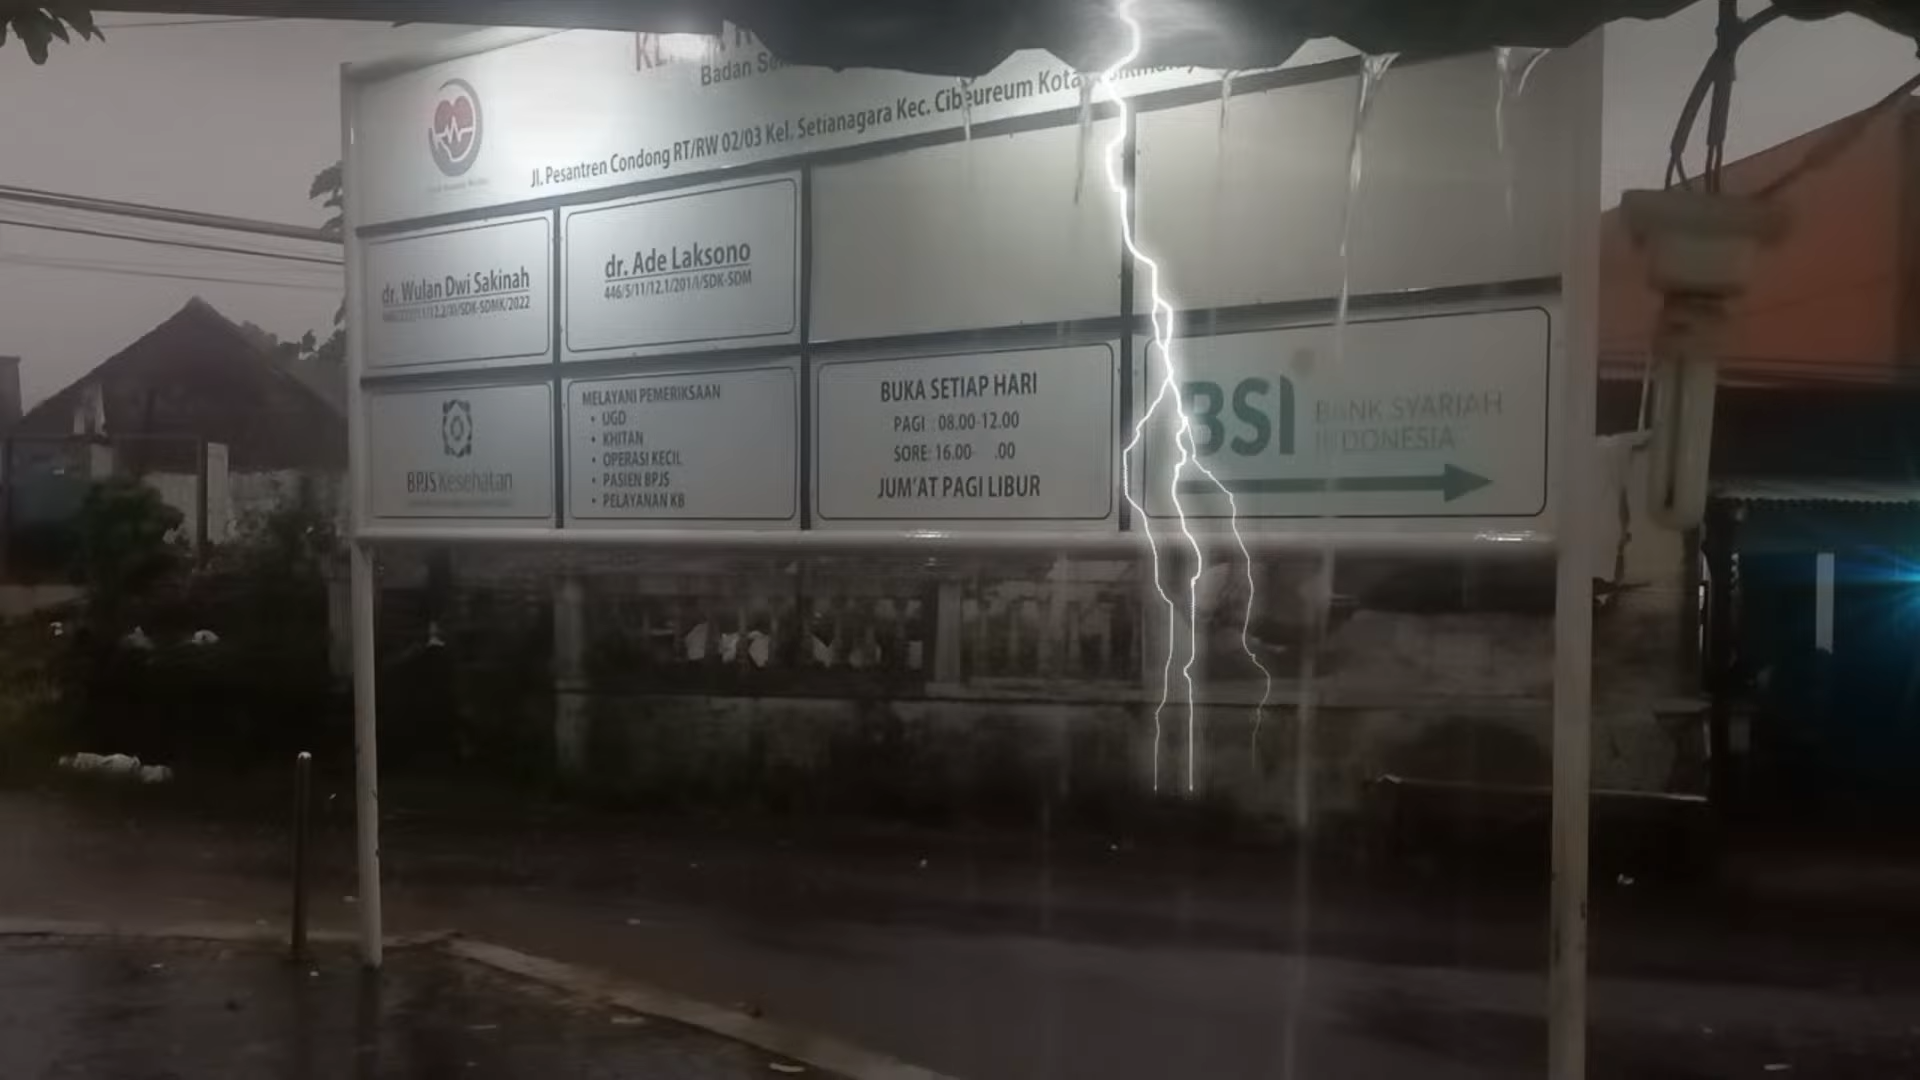 Badan
Jl. Pesantren Condong RT/RW 02/03 Kel. Setianagara Kec. Cibeureum Kota
dr. Wulan Dwi Sakinah
dr. Ade Laksono
446/5/11/12.1/201/I/SDK-SDM
BPJS Kesehatan
MELAYANI PEMERIKSAAN
• UGD
• KHITAN
• OPERASI KECIL
• PASIEN BPJS
• PELAYANAN KB
BUKA SETIAP HARI
PAGI : 08.00-12.00
SORE: 16.00- .00
JUM'AT PAGI LIBUR
BSI
BANK SYARIAH
INDONESIA